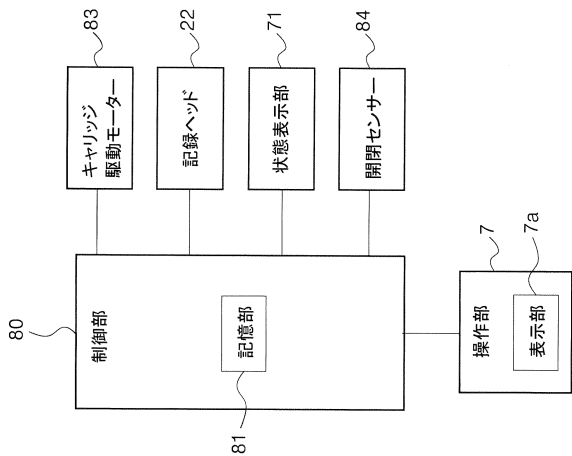 80
制御部
記憶部
81
キャリッジ
駆動モーター
83
記録ヘッド
22
状態表示部
71
開閉センサー
84
操作部
7
表示部
7a